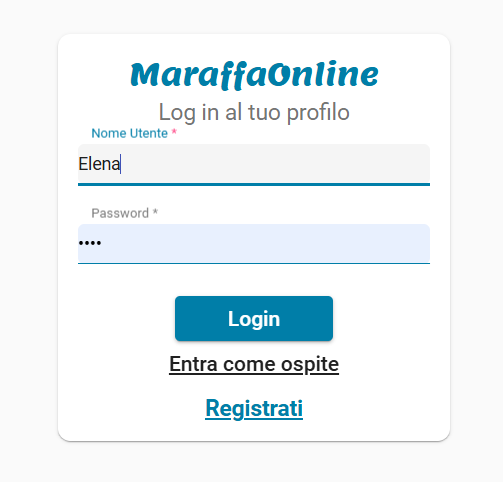 MaraffaOnline
Log in al tuo profilo
Nome Utente *
Elena
Password *
••••
Login
Entra come ospite
Registrati